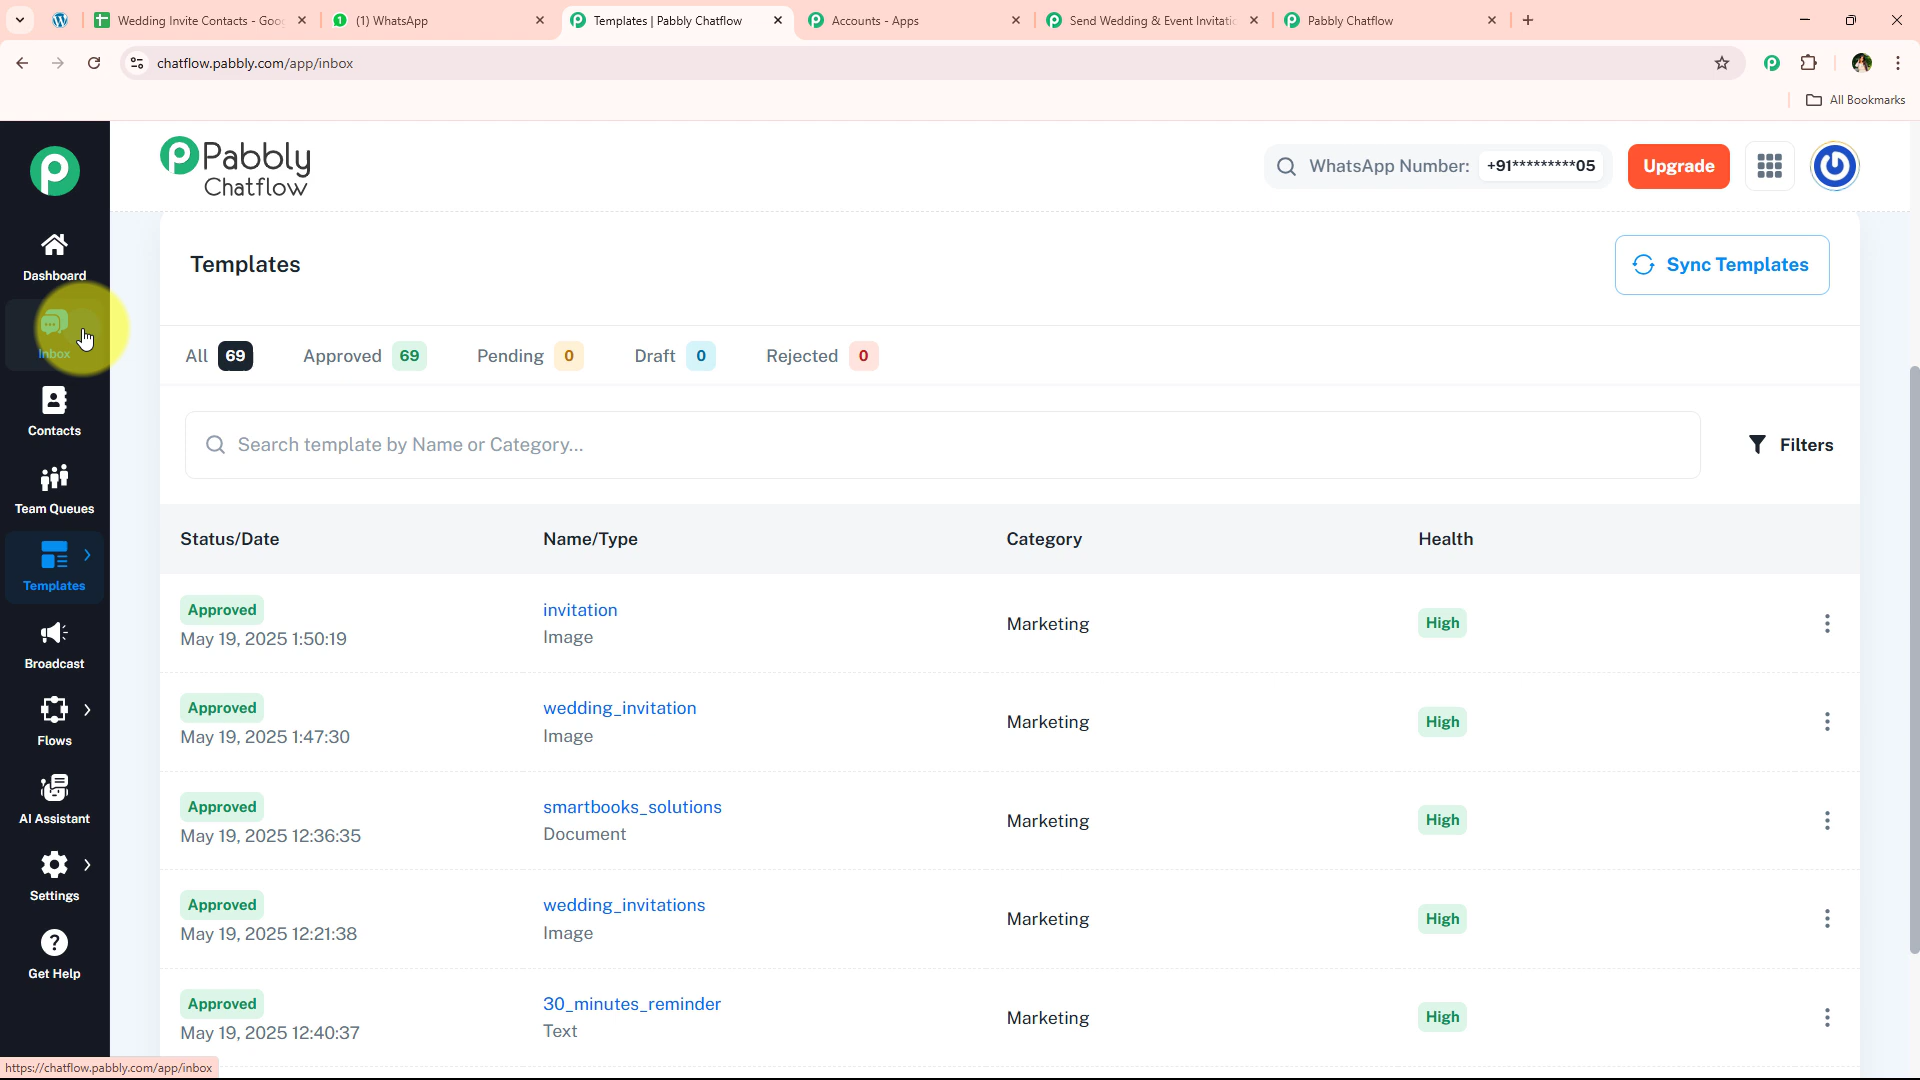 Wedding Invite Contacts - Goo
(1) WhatsApp
Templates | Pabbly Chatflow
Accounts - Apps
Send Wedding & Event Invitati
Pabbly Chatflow
chatflow.pabbly.com/app/inbox
All Bookmarks
Pabbly
Chatflow
WhatsApp Number: +91*********05
Upgrade
Dashboard
Inbox
Contacts
Team Queues
Templates
Broadcast
Flows
AI Assistant
Settings
Get Help
Templates
Sync Templates
All 69
Approved 69
Pending 0
Draft 0
Rejected 0
Search template by Name or Category...
Filters
Status/Date Name/Type Category Health
Approved
May 19, 2025 1:50:19
invitation
Image
Marketing
High
Approved
May 19, 2025 1:47:30
wedding_invitation
Image
Marketing
High
Approved
May 19, 2025 12:36:35
smartbooks_solutions
Document
Marketing
High
Approved
May 19, 2025 12:21:38
wedding_invitations
Image
Marketing
High
Approved
May 19, 2025 12:40:37
30_minutes_reminder
Text
Marketing
High
https://chatflow.pabbly.com/app/inbox